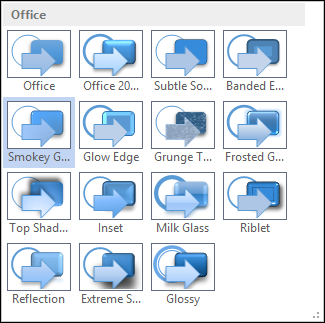 Office
Office Office 20... Subtle So... Banded E...
Smokey G... Glow Edge Grunge T... Frosted G...
Top Shad... Inset Milk Glass Riblet
Reflection Extreme S... Glossy